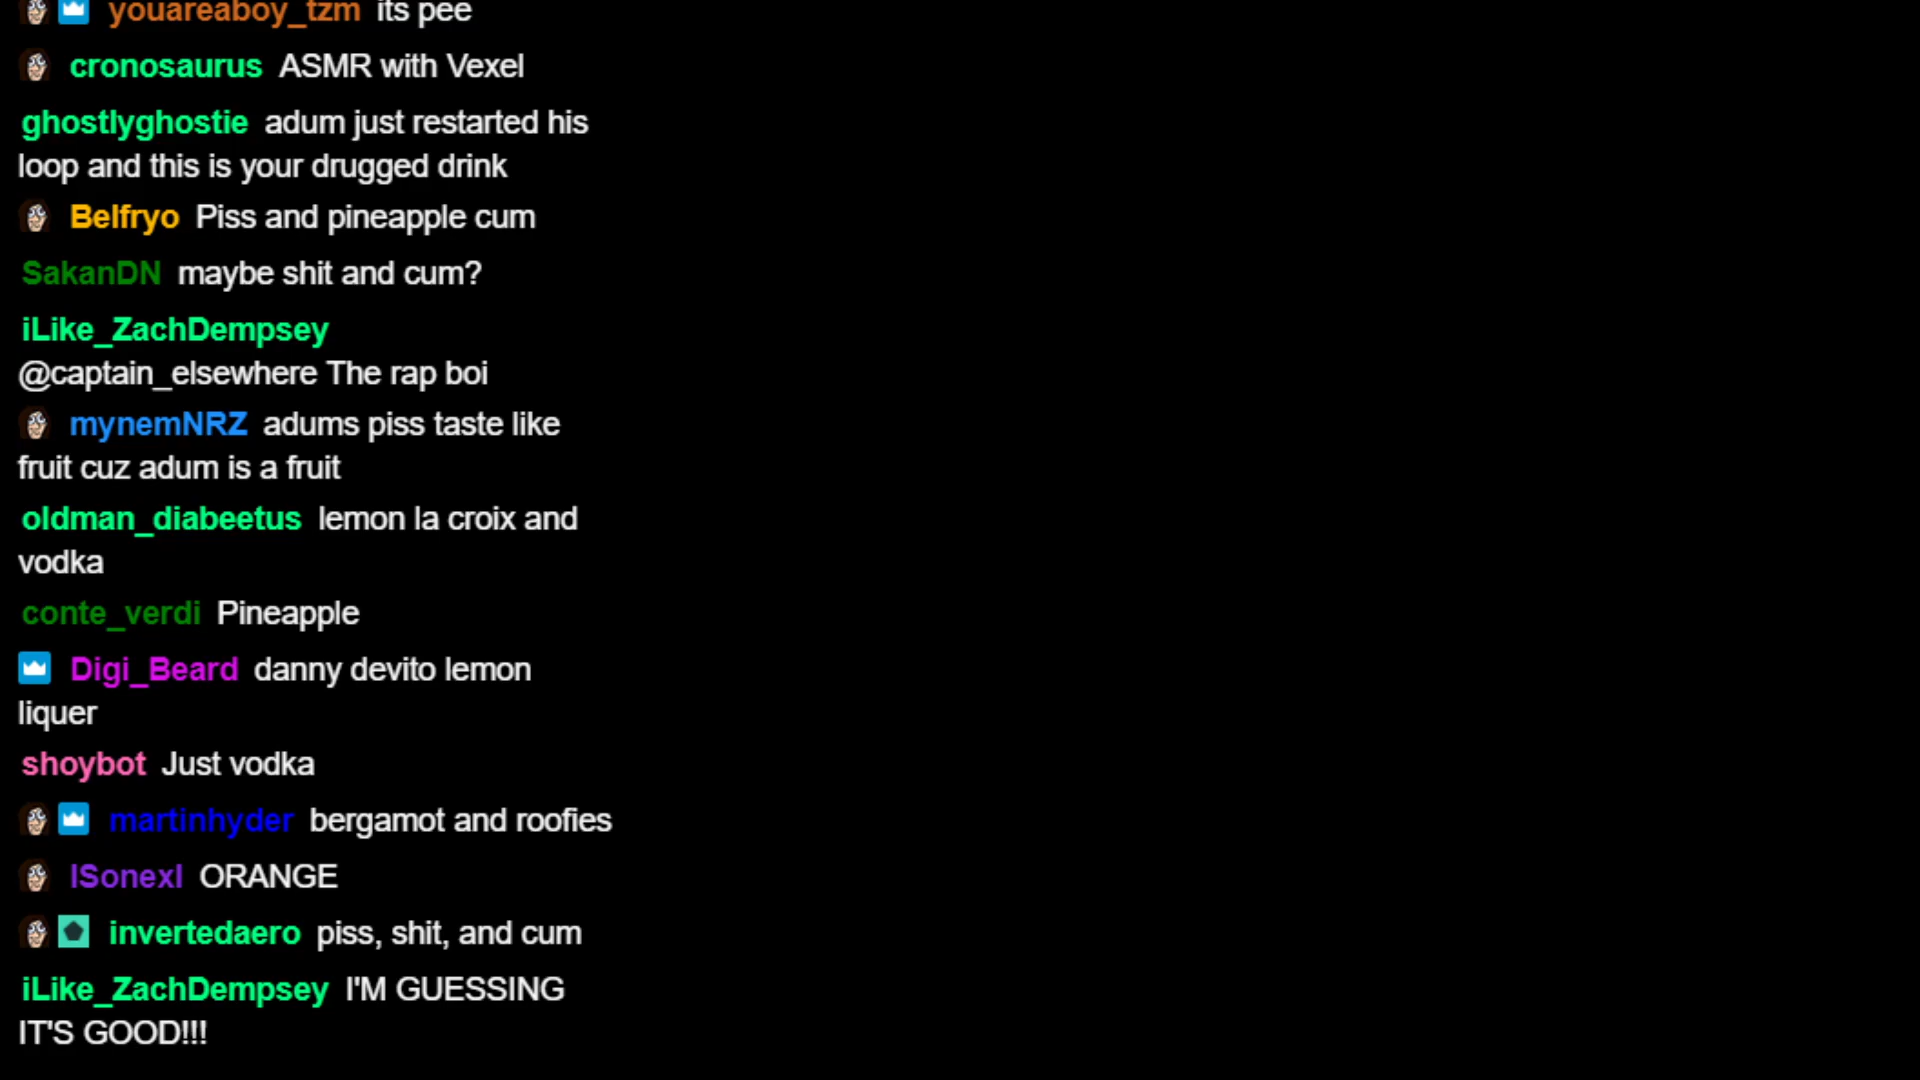 youareaboy_tzm its pee
cronosaurus ASMR with Vexel
ghostlyghostie adum just restarted his
loop and this is your drugged drink
Belfryo Piss and pineapple cum
SakanDN maybe shit and cum?
iLike_ZachDempsey
@captain_elsewhere The rap boi
mynemNRZ adums piss taste like
fruit cuz adum is a fruit
oldman_diabeetus lemon la croix and
vodka
conte_verdi Pineapple
Digi_Beard danny devito lemon
liquer
shoybot Just vodka
martinhyder bergamot and roofies
ISonexI ORANGE
invertedaero piss, shit, and cum
iLike_ZachDempsey I'M GUESSING
IT'S GOOD!!!